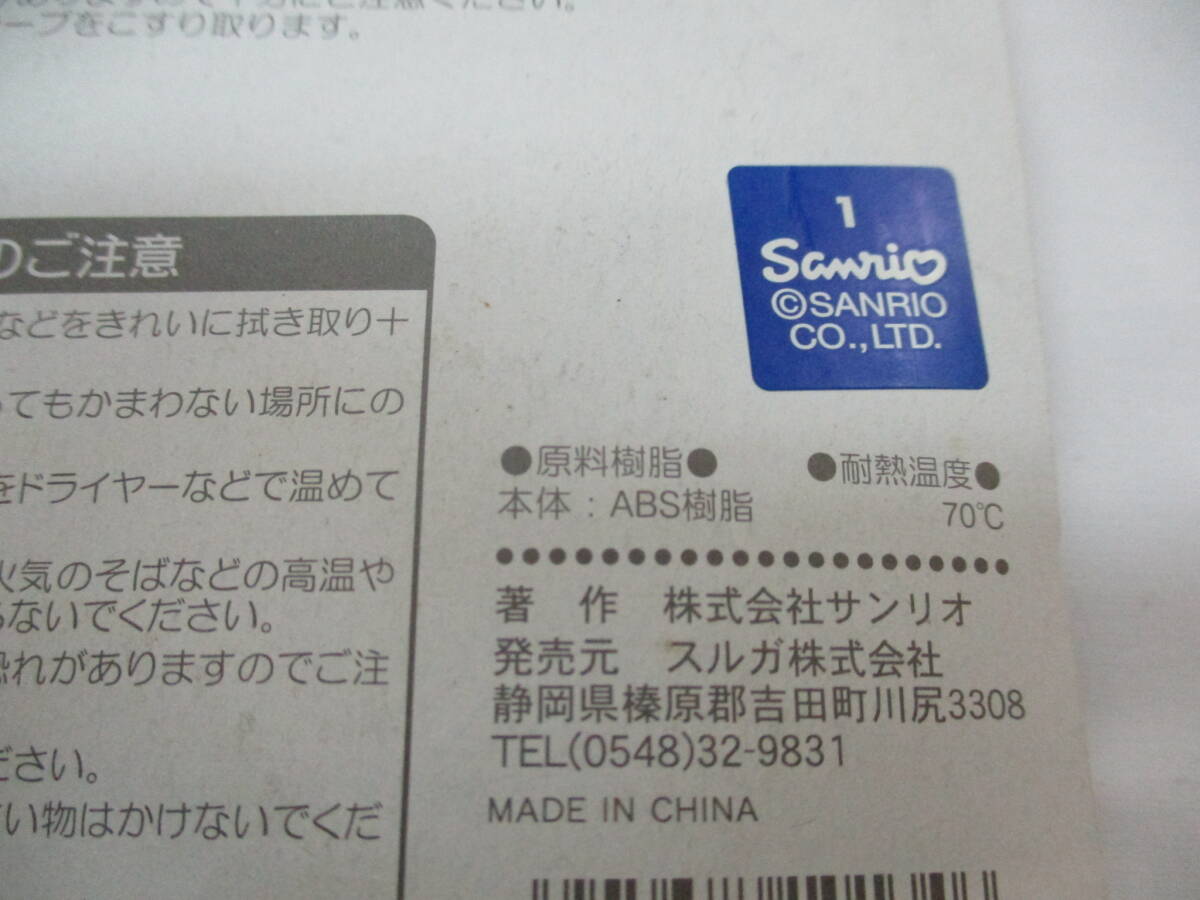 ープをこすり取ります。
のご注意
などをきれいに拭き取り＋
てもかまわない場所にの
をドライヤーなどで温めて
火気のそばなどの高温や
ないでください。
恐れがありますのでご注
ださい。
い物はかけないでくだ
1
Sanrio
©SANRIO
CO.,LTD.
●原料樹脂● ●耐熱温度●
本体：ABS樹脂 70℃
著 作 株式会社サンリオ
発売元 スルガ株式会社
静岡県榛原郡吉田町川尻3308
TEL(0548)32-9831
MADE IN CHINA